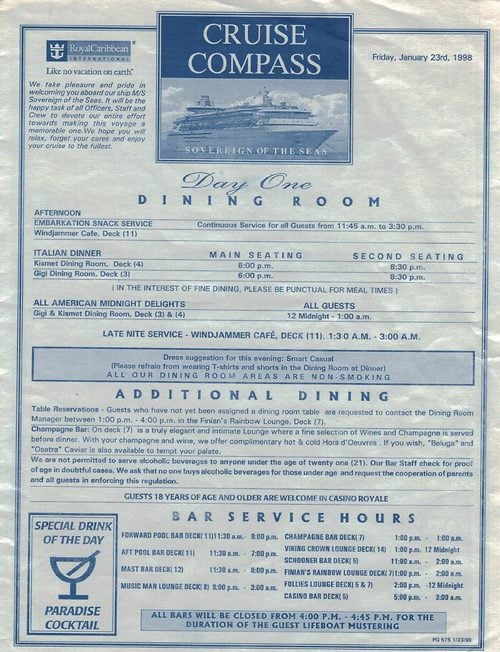 CRUISE
COMPASS
RoyalCaribbean®
INTERNATIONAL
Like no vacation on earth™
Friday, January 23rd, 1998
We take pleasure and pride in
welcoming you aboard our ship M/S
Sovereign of the Seas. It will be the
happy task of all Officers, Staff and
Crew to devote our entire effort
towards making this voyage a
memorable one. We hope you will
relax, forget your cares and enjoy
your cruise to the fullest.
SOVEREIGN OF THE SEAS
Day One
DINING ROOM
AFTERNOON
EMBARKATION SNACK SERVICE Continuous Service for all Guests from 11:45 a.m. to 3:30 p.m.
Windjammer Cafe, Deck (11)
ITALIAN DINNER MAIN SEATING SECOND SEATING
Kismet Dining Room, Deck (4) 6:00 p.m. 8:30 p.m.
Gigi Dining Room, Deck (3) 6:00 p.m. 8:30 p.m.
( IN THE INTEREST OF FINE DINING, PLEASE BE PUNCTUAL FOR MEAL TIMES )
ALL AMERICAN MIDNIGHT DELIGHTS ALL GUESTS
Gigi & Kismet Dining Room, Deck (3) & (4) 12 Midnight - 1:00 a.m.
LATE NITE SERVICE - WINDJAMMER CAFÉ, DECK (11). 1:30 A.M. - 3:00 A.M.
Dress suggestion for this evening: Smart Casual
(Please refrain from wearing T-shirts and shorts in the Dining Room at Dinner)
ALL OUR DINING ROOM AREAS ARE NON-SMOKING
ADDITIONAL DINING
Table Reservations - Guests who have not yet been assigned a dining room table are requested to contact the Dining Room
Manager between 1:00 p.m. - 4:00 p.m. in the Finian's Rainbow Lounge, Deck (7).
Champagne Bar: On deck (7) is a truly elegant and intimate Lounge where a fine selection of Wines and Champagne is served
before dinner. With your champagne and wine, we offer complimentary hot & cold Hors d'Oeuvres. If you wish, "Beluga" and
"Osetra" Caviar is also available to tempt your palate.
We are not permitted to serve alcoholic beverages to anyone under the age of twenty one (21). Our Bar Staff check for proof
of age in doubtful cases. We ask that no one buys alcoholic beverages for those under age and request the cooperation of parents
and all guests in enforcing this regulation.
GUESTS 18 YEARS OF AGE AND OLDER ARE WELCOME IN CASINO ROYALE
BAR SERVICE HOURS
SPECIAL DRINK
OF THE DAY
PARADISE
COCKTAIL
FORWARD POOL BAR DECK( 11) 11:30 a.m. - 8:00 p.m.
AFT POOL BAR DECK( 11) 11:30 a.m. - 7:00 p.m.
MAST BAR DECK( 12) 11:30 a.m. - 8:00 p.m.
MUSIC MAN LOUNGE DECK( 8) 9:00 p.m. - 3:00 a.m.
CHAMPAGNE BAR DECK( 7) 1:00 p.m. - 1:00 a.m.
VIKING CROWN LOUNGE DECK( 14) 1:00 p.m. 12 Midnight
SCHOONER BAR DECK( 5) 11:00 a.m. - 2:00 a.m.
FINIAN'S RAINBOW LOUNGE DECK( 7) 1:00 p.m. - 2:00 a.m.
FOLLIES LOUNGE DECK( 5 & 7) 2:00 p.m. -12 Midnight
CASINO BAR DECK( 5) 5:00 p.m. - 3:00 a.m.
ALL BARS WILL BE CLOSED FROM 4:00 P.M. - 4:45 P.M. FOR THE
DURATION OF THE GUEST LIFEBOAT MUSTERING
PG 575 1/23/98